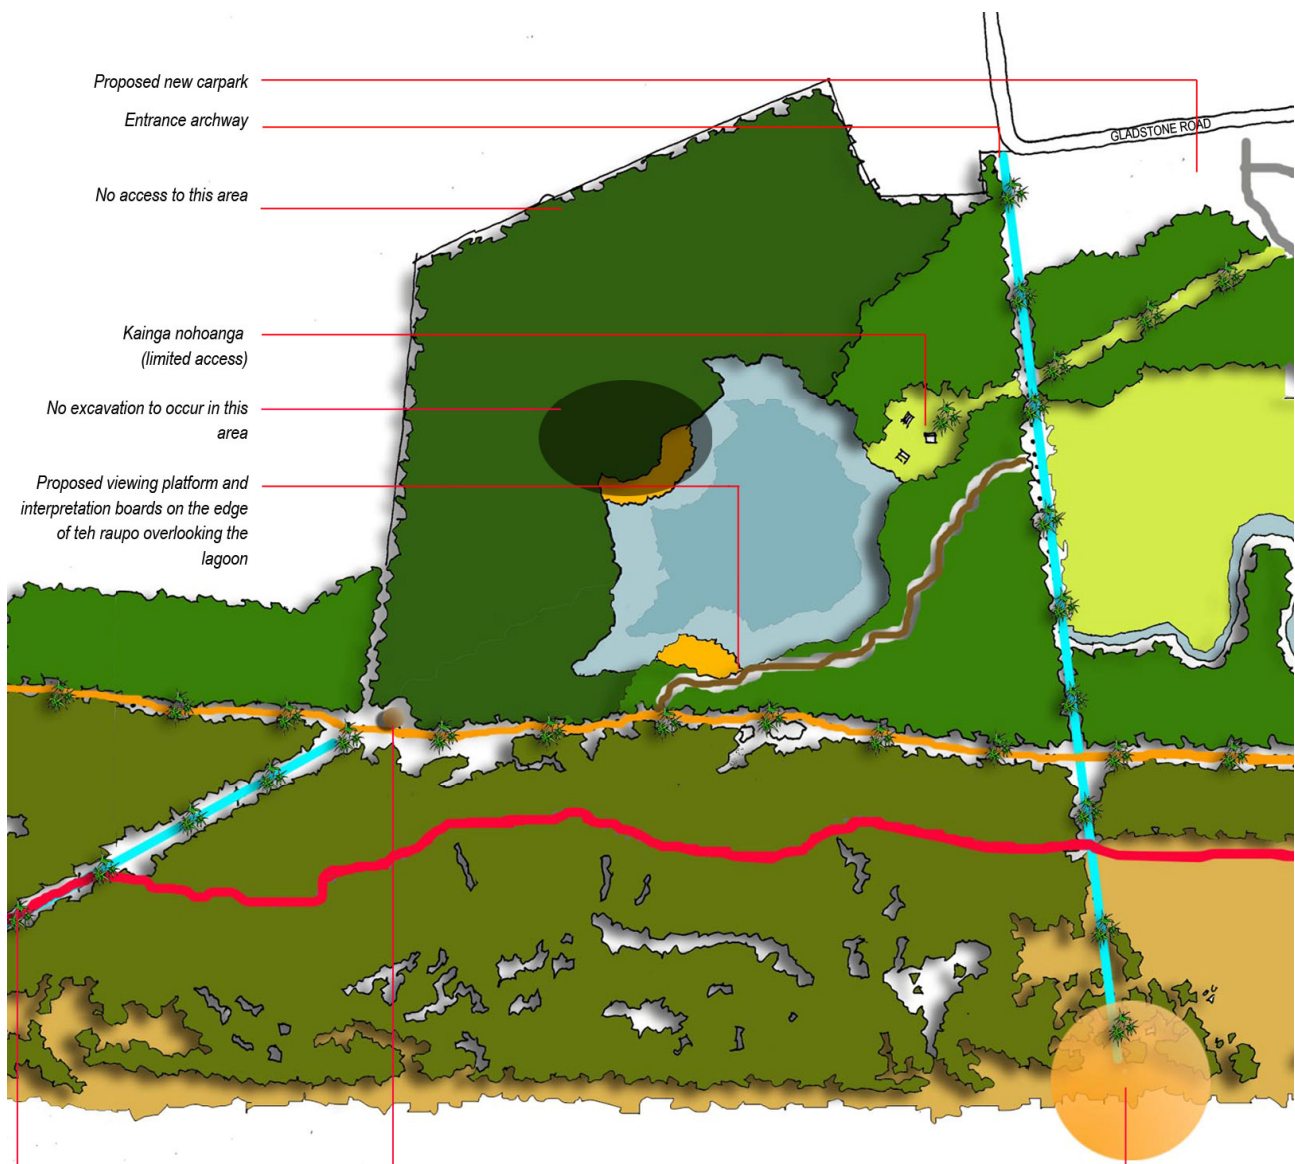 Proposed new carpark
Entrance archway
GLADSTONE ROAD
No access to this area
Kainga nohoanga
(limited access)
No excavation to occur in this
area
Proposed viewing platform and
interpretation boards on the edge
of teh raupo overlooking the
lagoon